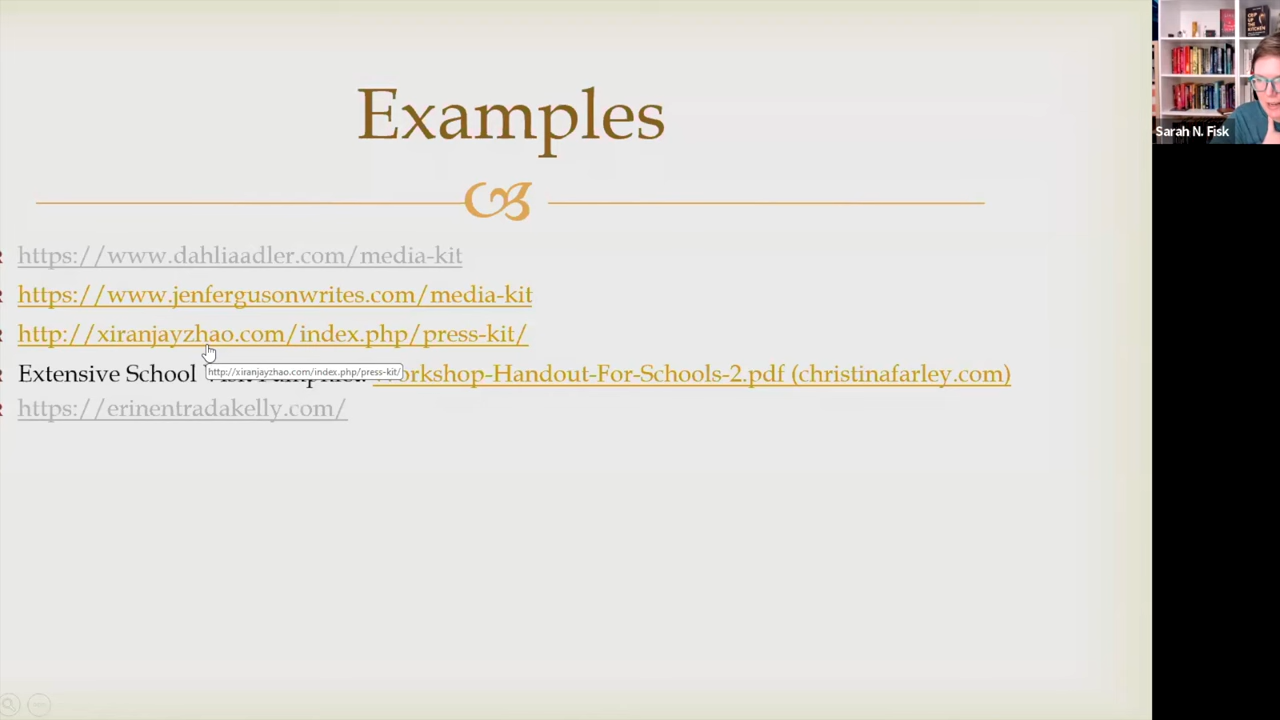 Examples
https://www.dahliaadler.com/media-kit
https://www.jenfergusonwrites.com/media-kit
http://xiranjayzhao.com/index.php/press-kit/
Extensive School orkshop-Handout-For-Schools-2.pdf (christinafarley.com)
http://xiranjayzhao.com/index.php/press-kit/
https://erinentradakelly.com/
Sarah N. Fisk